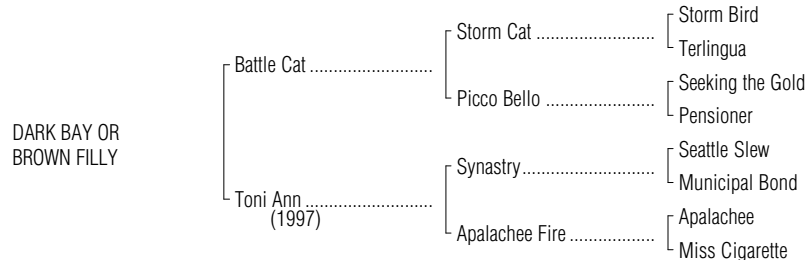 Storm Bird
Storm Cat ........................
Terlingua
Battle Cat .........................
Seeking the Gold
Picco Bello .................
Pensioner
DARK BAY OR
BROWN FILLY
Seattle Slew
Synastry..........................
Municipal Bond
Toni Ann ..........................
(1997)
Apalachee
Apalachee Fire .................
Miss Cigarette